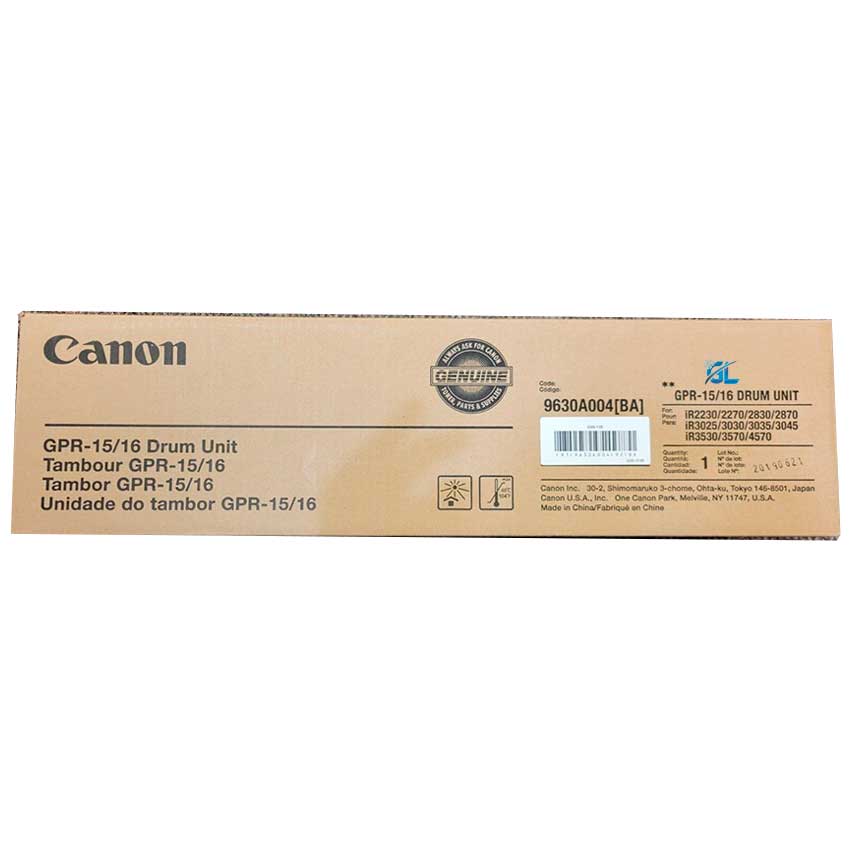 Canon
GPR-15/16 Drum Unit
Tambour GPR-15/16
Tambor GPR-15/16
Unidade do tambor GPR-15/16
ALWAYS ASK FOR CANON
GENUINE
TONER, PARTS & SUPPLIES
Code:
Código:
9630A004[BA]
GL
** GPR-15/16 DRUM UNIT
For: iR2230/2270/2830/2870
Pour: iR3025/3030/3035/3045
Para: iR3530/3570/4570
Quantity: Lot No.:
Quantité: Nº de lot:
Cantidad: 1 Nº de lote: 20190621
Quantia: Lote Nº:
Canon Inc. 30-2, Shimomaruko 3-chome, Ohta-ku, Tokyo 146-8501, Japan
Canon U.S.A., Inc. One Canon Park, Melville, NY 11747, U.S.A.
Made in China/Fabriqué en Chine